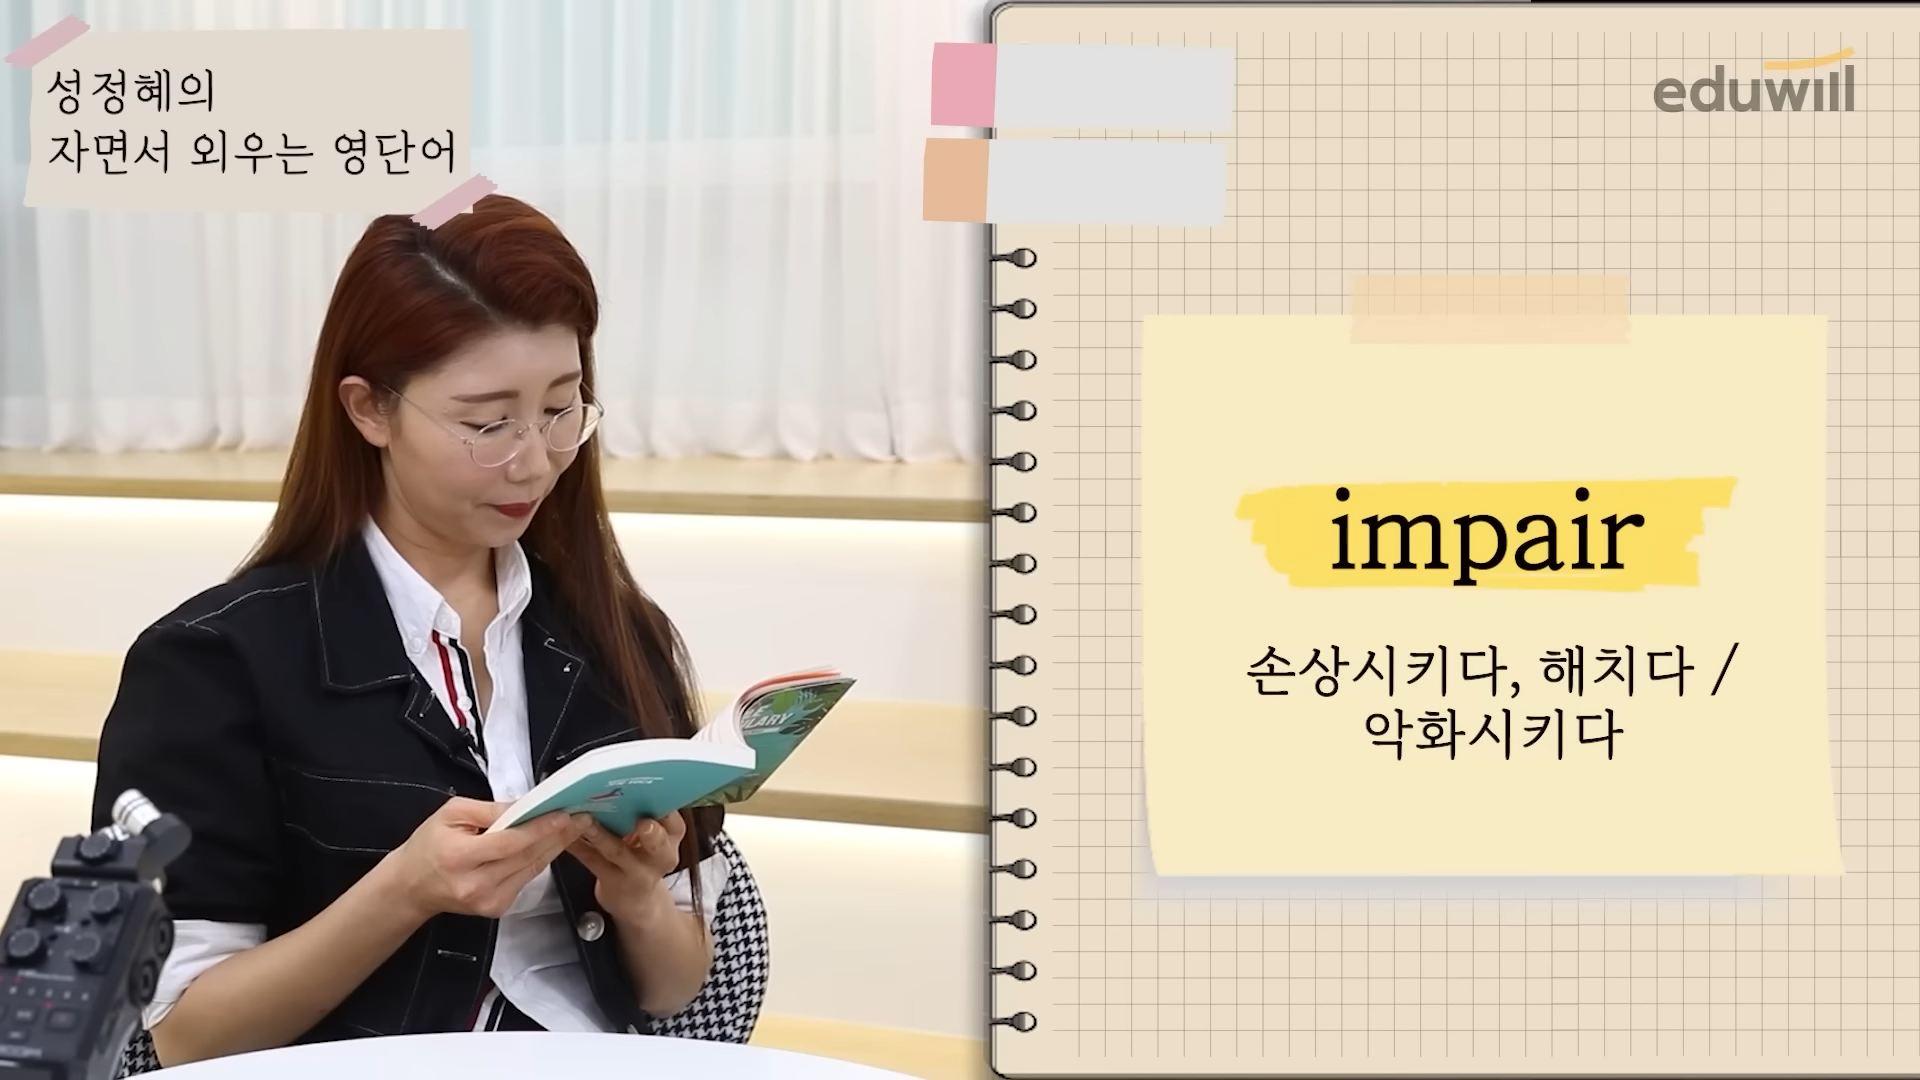 성정혜의
자면서 외우는 영단어
eduwill
impair
손상시키다, 해치다 /
악화시키다